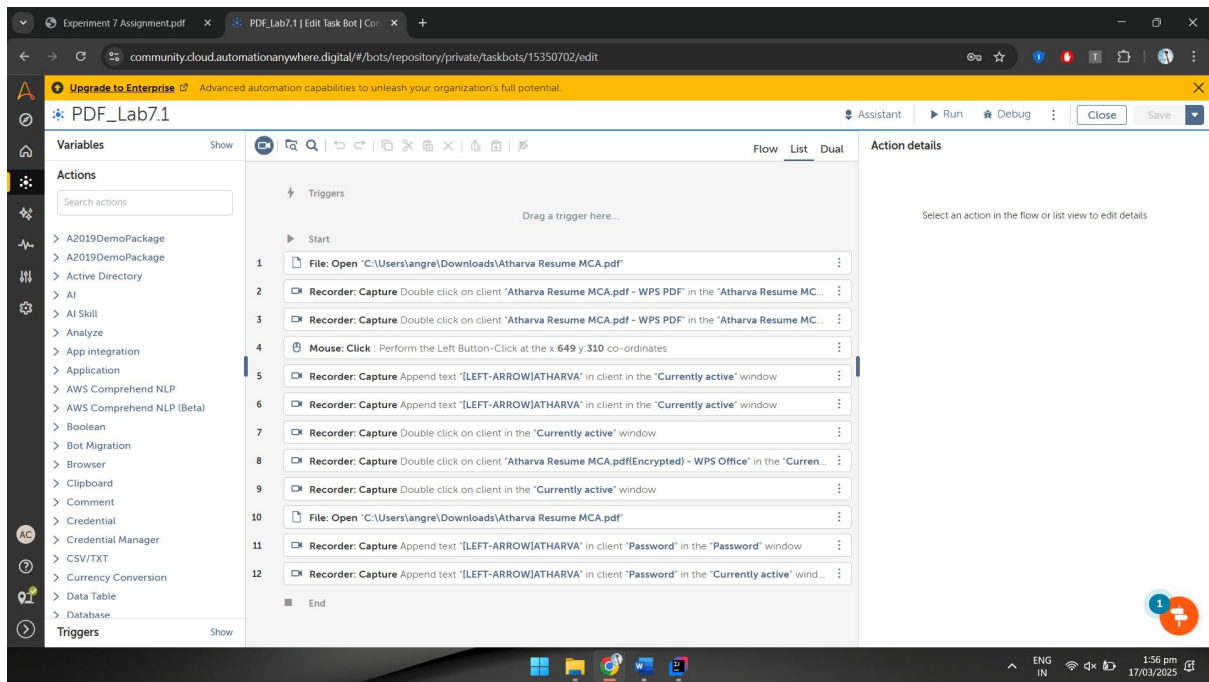 Experiment 7 Assignment.pdf
PDF_Lab7.1 | Edit Task Bot | Con
community.cloud.automationanywhere.digital/#/bots/repository/private/taskbots/15350702/edit
Upgrade to Enterprise Advanced automation capabilities to unleash your organization's full potential.
PDF_Lab7.1
Assistant
Run
Debug
Close
Save
Variables
Show
Flow
List
Dual
Action details
Actions
Search actions
Select an action in the flow or list view to edit details
A2019DemoPackage
A2019DemoPackage
Active Directory
AI
AI Skill
Analyze
App integration
Application
AWS Comprehend NLP
AWS Comprehend NLP (Beta)
Boolean
Bot Migration
Browser
Clipboard
Comment
Credential
Credential Manager
CSV/TXT
Currency Conversion
Data Table
Database
Triggers
Show
Triggers
Drag a trigger here...
Start
1 File: Open "C:\Users\angre\Downloads\Atharva Resume MCA.pdf"
2 Recorder: Capture Double click on client "Atharva Resume MCA.pdf - WPS PDF" in the "Atharva Resume MC...
3 Recorder: Capture Double click on client "Atharva Resume MCA.pdf - WPS PDF" in the "Atharva Resume MC...
4 Mouse: Click : Perform the Left Button-Click at the x:649 y:310 co-ordinates
5 Recorder: Capture Append text "[LEFT-ARROW]ATHARVA" in client in the "Currently active" window
6 Recorder: Capture Append text "[LEFT-ARROW]ATHARVA" in client in the "Currently active" window
7 Recorder: Capture Double click on client in the "Currently active" window
8 Recorder: Capture Double click on client "Atharva Resume MCA.pdf(Encrypted) - WPS Office" in the "Curren...
9 Recorder: Capture Double click on client in the "Currently active" window
10 File: Open "C:\Users\angre\Downloads\Atharva Resume MCA.pdf"
11 Recorder: Capture Append text "[LEFT-ARROW]ATHARVA" in client "Password" in the "Password" window
12 Recorder: Capture Append text "[LEFT-ARROW]ATHARVA" in client "Password" in the "Currently active" wind...
End
AC
1
T
ENG
IN
1:56 pm
17/03/2025